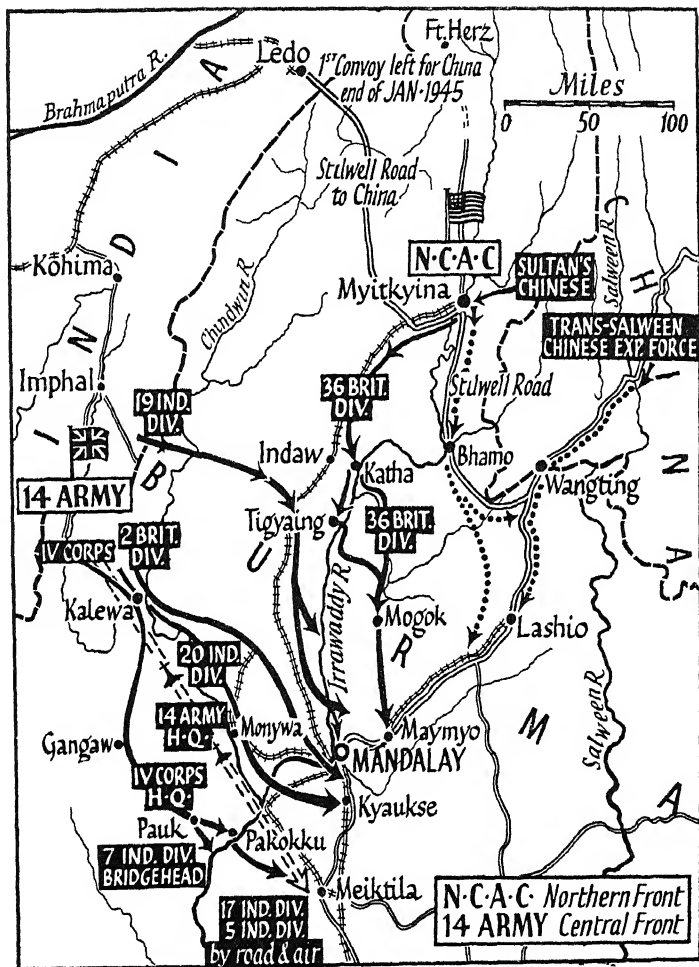 Ft. Herz
Ledo
1ST Convoy left for China
end of JAN·1945
Miles
0 50 100
Brahmaputra R.
Stilwell Road
to China
Kohima
Chindwin R
N·C·A·C
Salween R
SULTAN'S
CHINESE
Myitkyina
TRANS-SALWEEN
CHINESE EXP. FORCE
Imphal
36 BRIT.
DIV.
Stilwell Road
19 IND.
DIV.
Indaw
Bhamo
Katha
Wangting
14 ARMY
Tigyaing
36 BRIT.
DIV.
IV CORPS
2 BRIT.
DIV.
Kalewa
Irrawaddy R.
Mogok
Lashio
20 IND.
DIV.
Salween R.
14 ARMY
H·Q·
Monywa
Maymyo
Gangaw
MANDALAY
IV CORPS
H·Q·
Kyaukse
Pauk
Pakokku
7 IND. DIV.
BRIDGEHEAD
Meiktila
17 IND. DIV.
5 IND. DIV.
by road & air
N·C·A·C· Northern Front
14 ARMY Central Front
INDIA
BURMA
CHINA